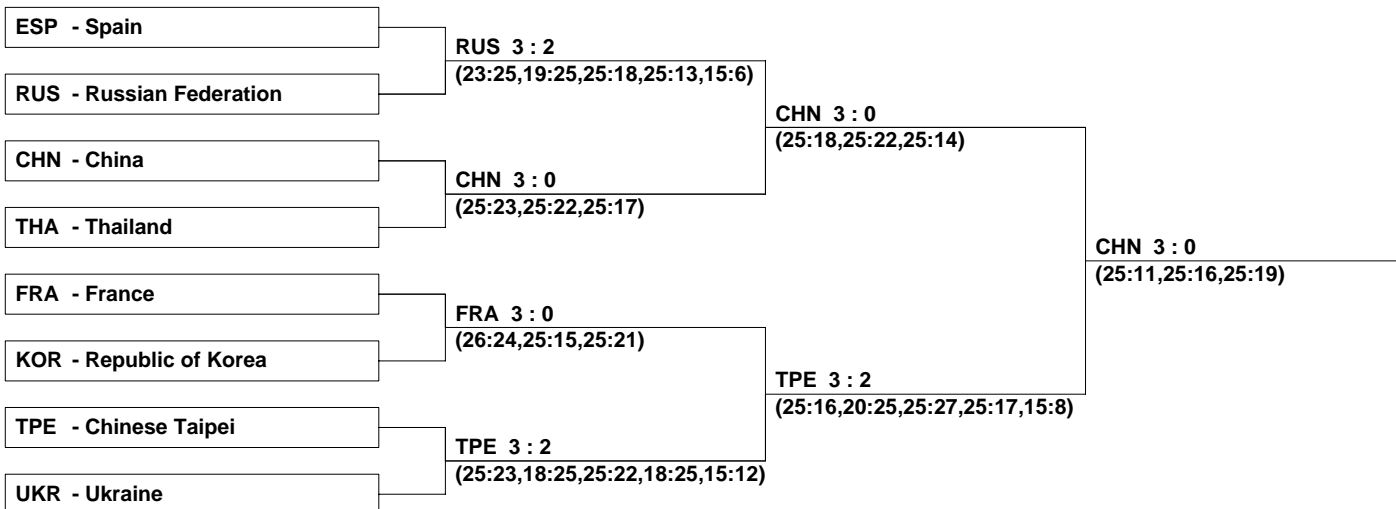 ESP - Spain
RUS - Russian Federation
CHN - China
THA - Thailand
FRA - France
KOR - Republic of Korea
TPE - Chinese Taipei
UKR - Ukraine
RUS 3 : 2
(23:25,19:25,25:18,25:13,15:6)
CHN 3 : 0
(25:23,25:22,25:17)
FRA 3 : 0
(26:24,25:15,25:21)
TPE 3 : 2
(25:23,18:25,25:22,18:25,15:12)
CHN 3 : 0
(25:18,25:22,25:14)
TPE 3 : 2
(25:16,20:25,25:27,25:17,15:8)
CHN 3 : 0
(25:11,25:16,25:19)